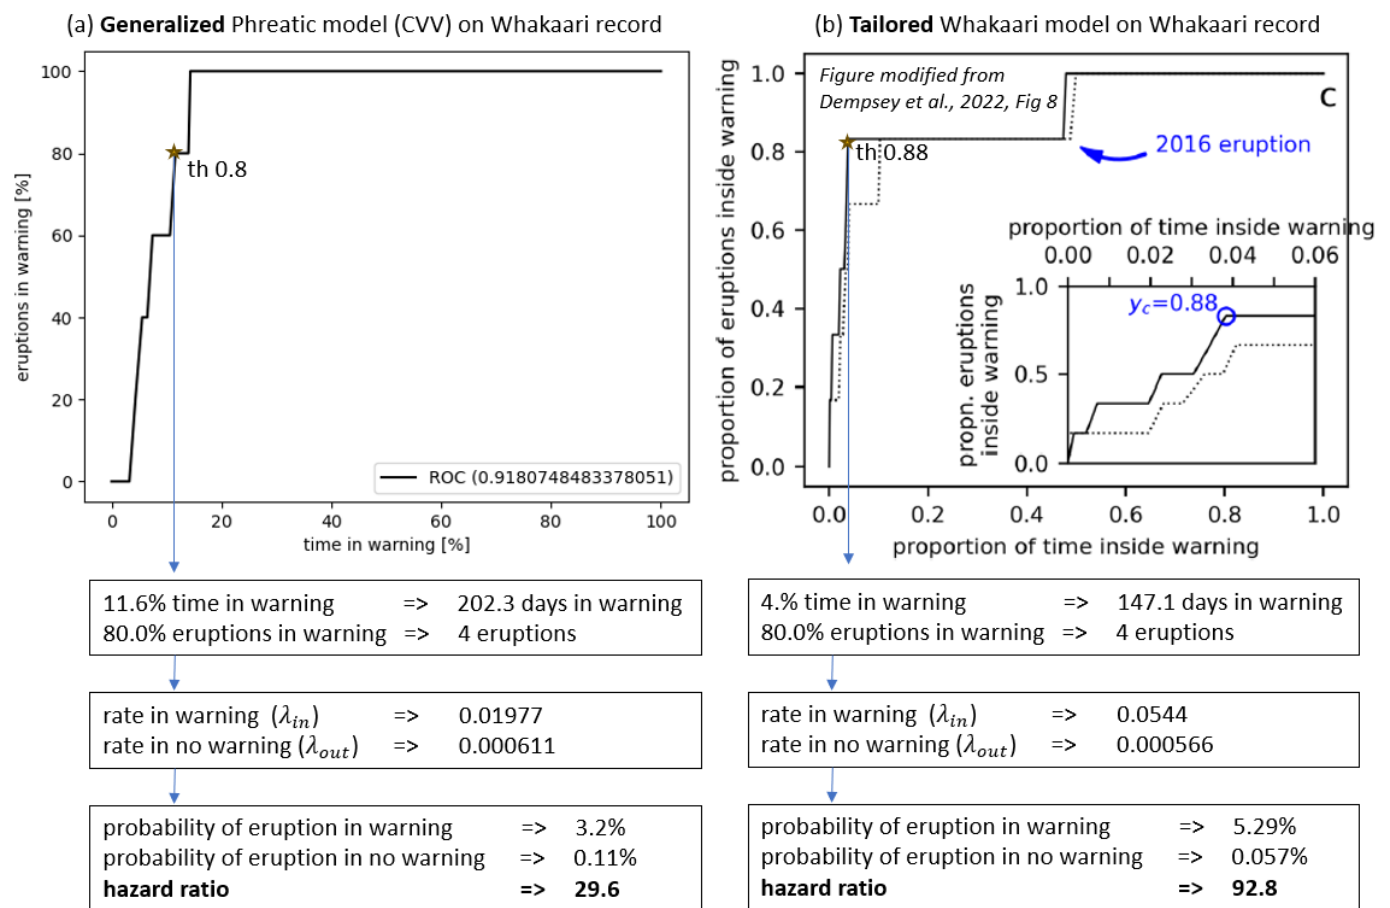 (a) Generalized Phreatic model (CVV) on Whakaari record
100
80
60
40
20
0
eruptions in warning [%]
th 0.8
ROC (0.9180748483378051)
0 20 40 60 80 100
time in warning [%]
11.6% time in warning => 202.3 days in warning
80.0% eruptions in warning => 4 eruptions
rate in warning (λin) => 0.01977
rate in no warning (λout) => 0.000611
probability of eruption in warning => 3.2%
probability of eruption in no warning => 0.11%
hazard ratio => 29.6
(b) Tailored Whakaari model on Whakaari record
Figure modified from
Dempsey et al., 2022, Fig 8
C
1.0
0.8
0.6
0.4
0.2
0.0
proportion of eruptions inside warning
th 0.88
2016 eruption
proportion of time inside warning
0.00 0.02 0.04 0.06
1.0
0.5
0.0
propn. eruptions
inside warning
yc=0.88
0.0 0.2 0.4 0.6 0.8 1.0
proportion of time inside warning
4.% time in warning => 147.1 days in warning
80.0% eruptions in warning => 4 eruptions
rate in warning (λin) => 0.0544
rate in no warning (λout) => 0.000566
probability of eruption in warning => 5.29%
probability of eruption in no warning => 0.057%
hazard ratio => 92.8